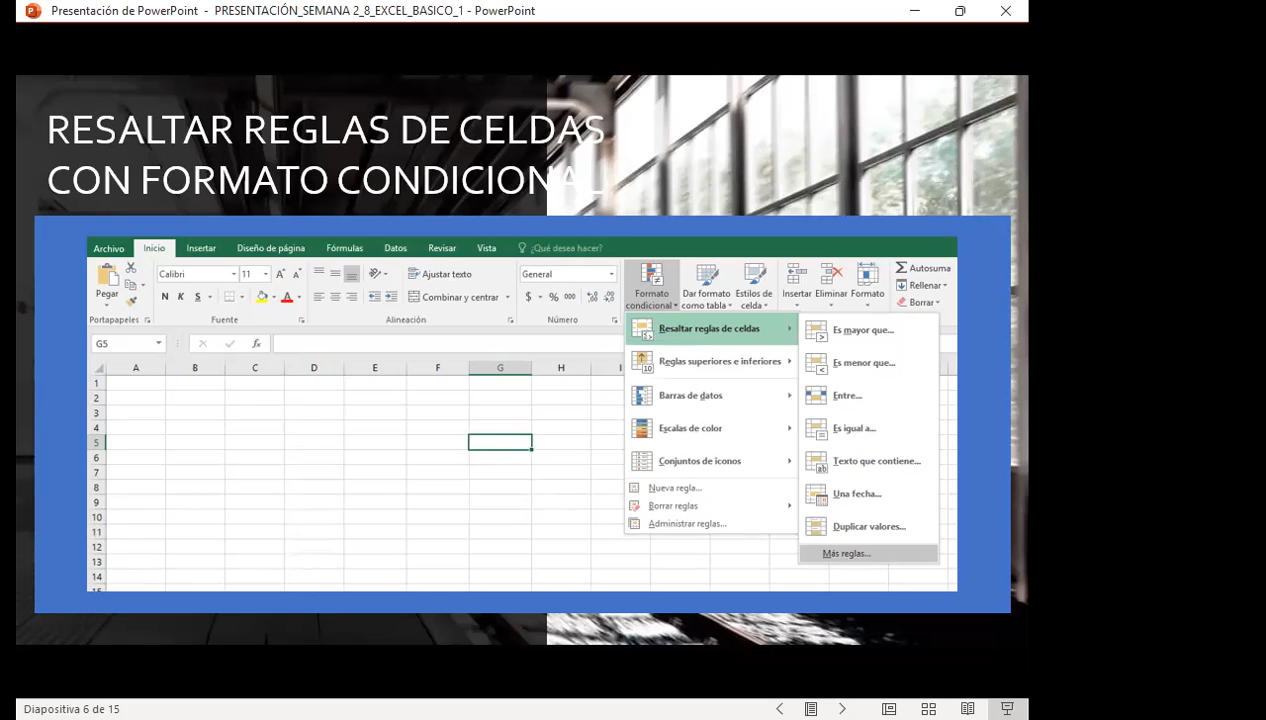 Presentación de PowerPoint - PRESENTACIÓN_SEMANA 2_8_EXCEL_BASICO_1 - PowerPoint
RESALTAR REGLAS DE CELDAS
CON FORMATO CONDICIONAL
Archivo Inicio Insertar Diseño de página Fórmulas Datos Revisar Vista ¿Qué desea hacer?
Pegar
Calibri 11
N K S
Ajustar texto
Combinar y centrar
General
$ % 000
Formato condicional
Dar formato como tabla
Estilos de celda
Insertar Eliminar Formato
Autosuma
Rellenar
Borrar
Portapapeles Fuente Alineación Número
G5 fx
A B C D E F G H I
1
2
3
4
5
6
7
8
9
10
11
12
13
14
15
Resaltar reglas de celdas
Reglas superiores e inferiores
Barras de datos
Escalas de color
Conjuntos de iconos
Nueva regla...
Borrar reglas
Administrar reglas...
Es mayor que...
Es menor que...
Entre...
Es igual a...
Texto que contiene...
Una fecha...
Duplicar valores...
Más reglas...
Diapositiva 6 de 15